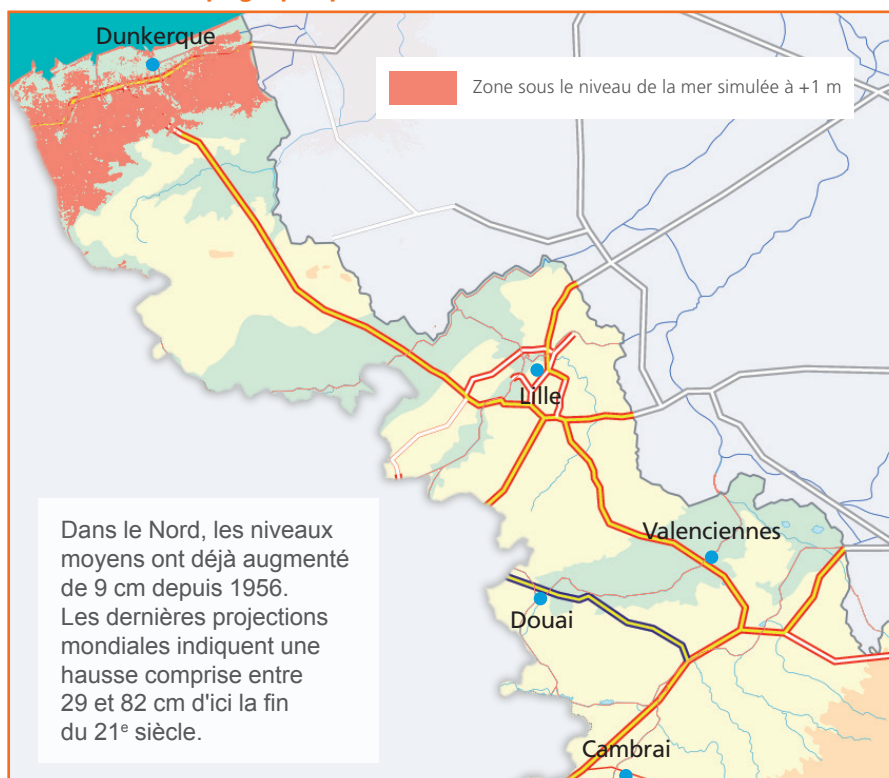 Dunkerque
Zone sous le niveau de la mer simulée à +1 m
Lille
Valenciennes
Douai
Cambrai
Dans le Nord, les niveaux
moyens ont déjà augmenté
de 9 cm depuis 1956.
Les dernières projections
mondiales indiquent une
hausse comprise entre
29 et 82 cm d'ici la fin
du 21e siècle.